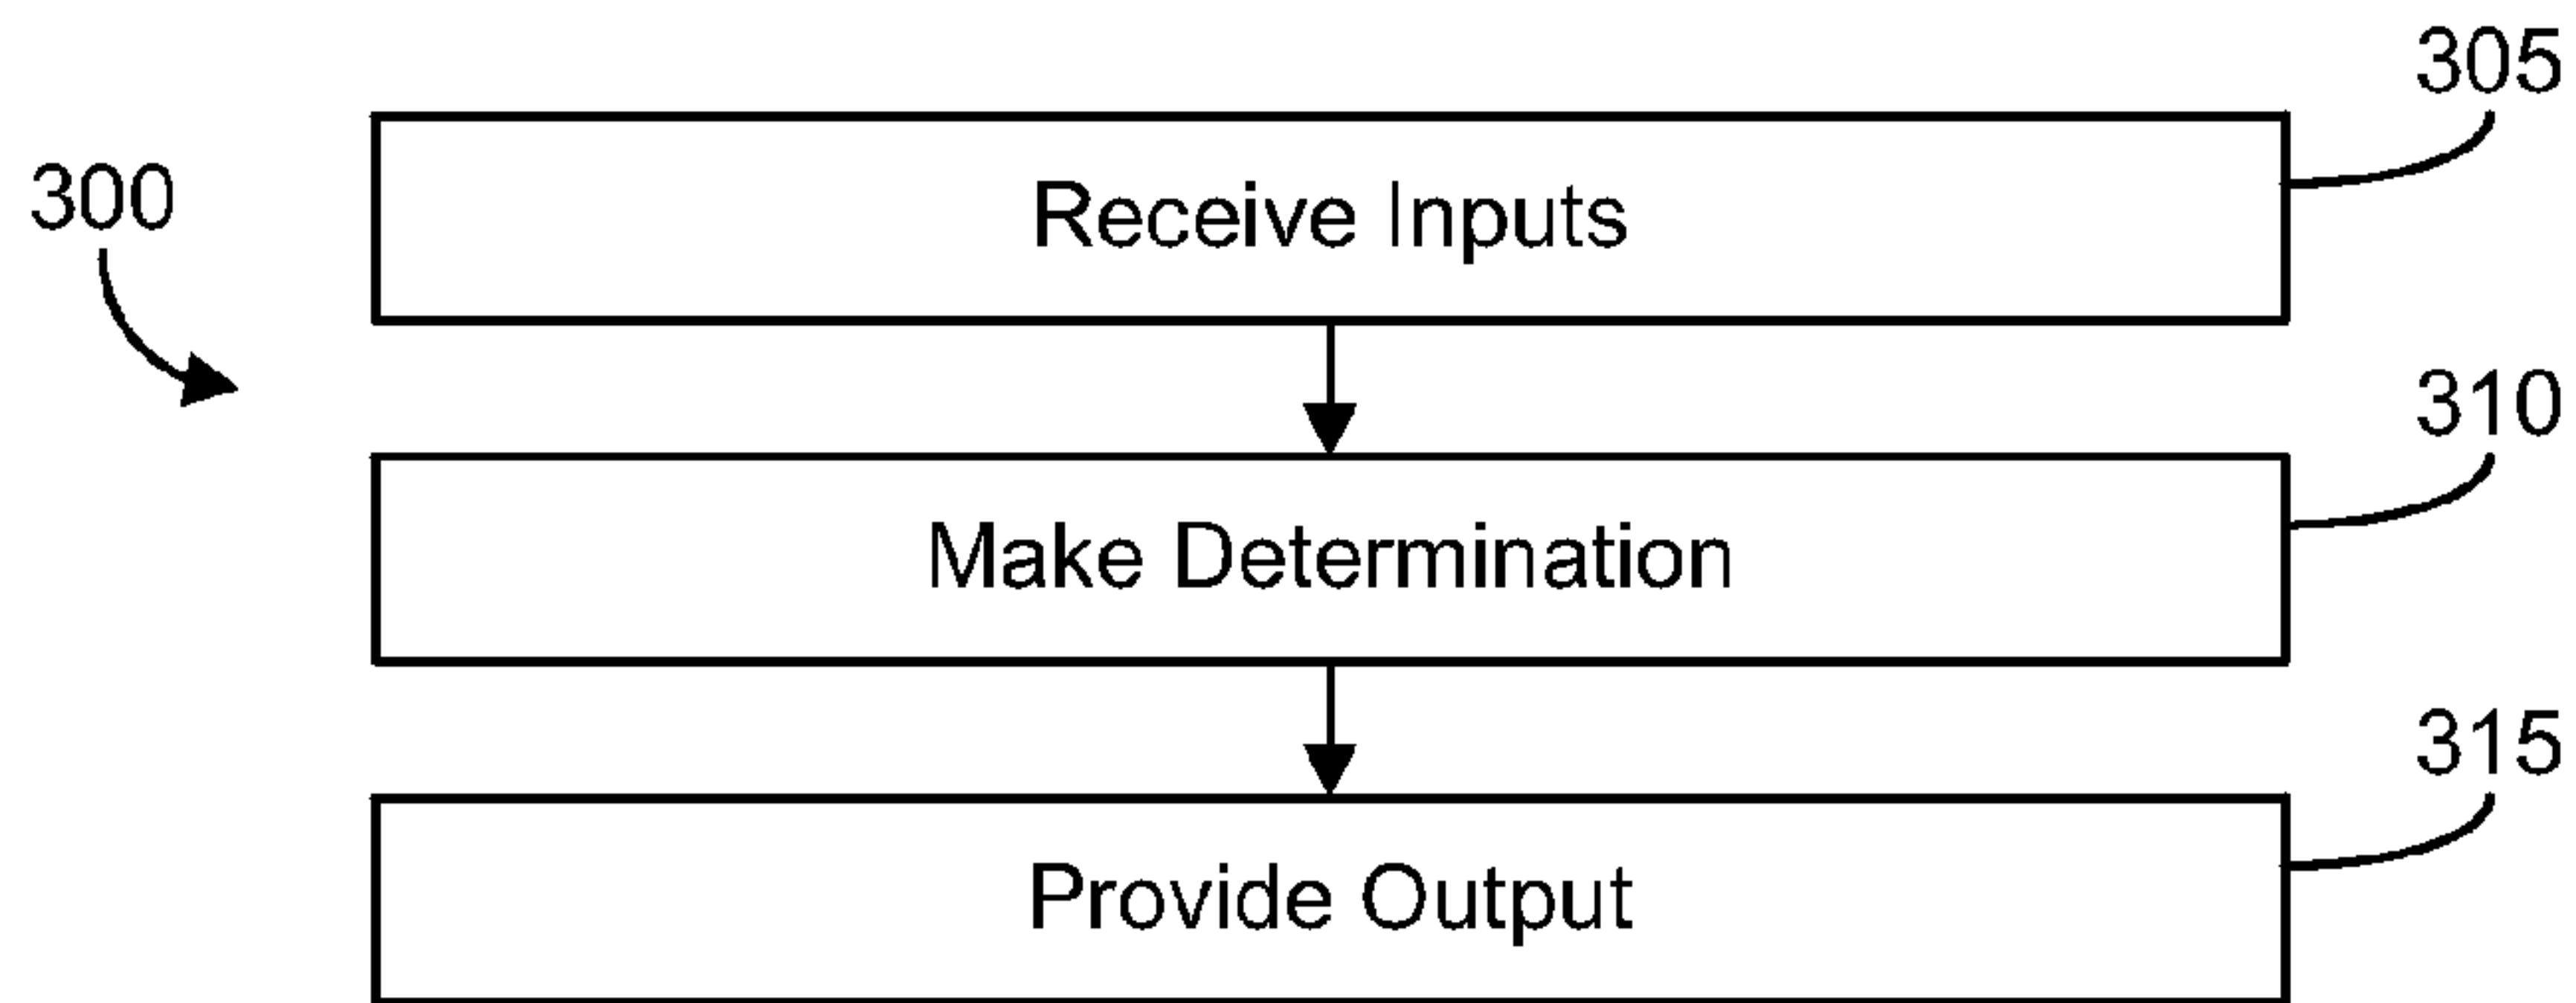 305
300
Receive Inputs
310
Make Determination
315
Provide Output